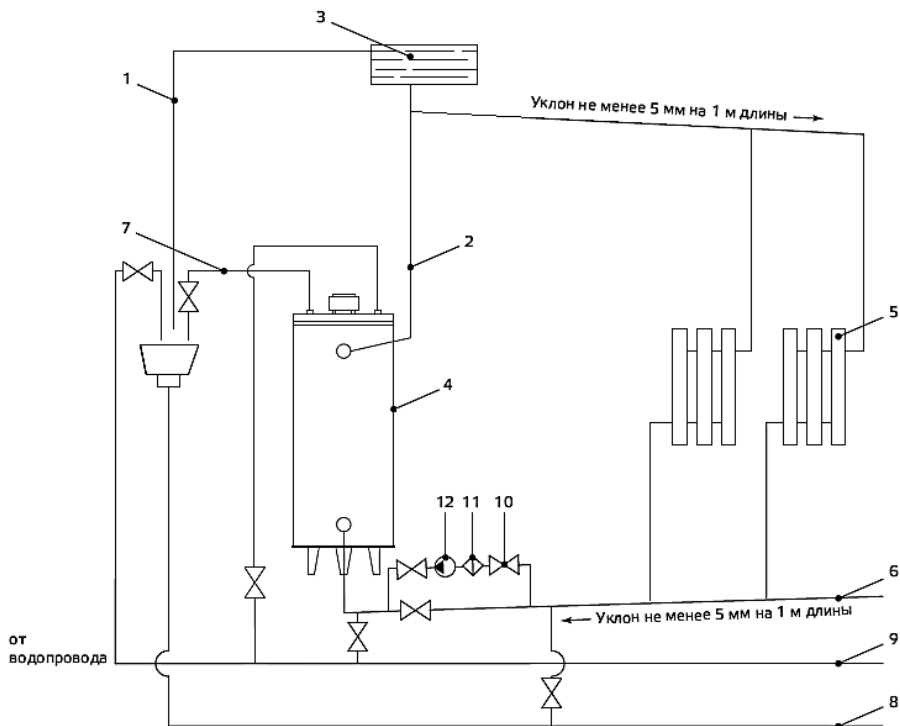 3
1
Уклон не менее 5 мм на 1 м длины
7
2
5
4
12 11 10
6
Уклон не менее 5 мм на 1 м длины
от
водопровода
9
8